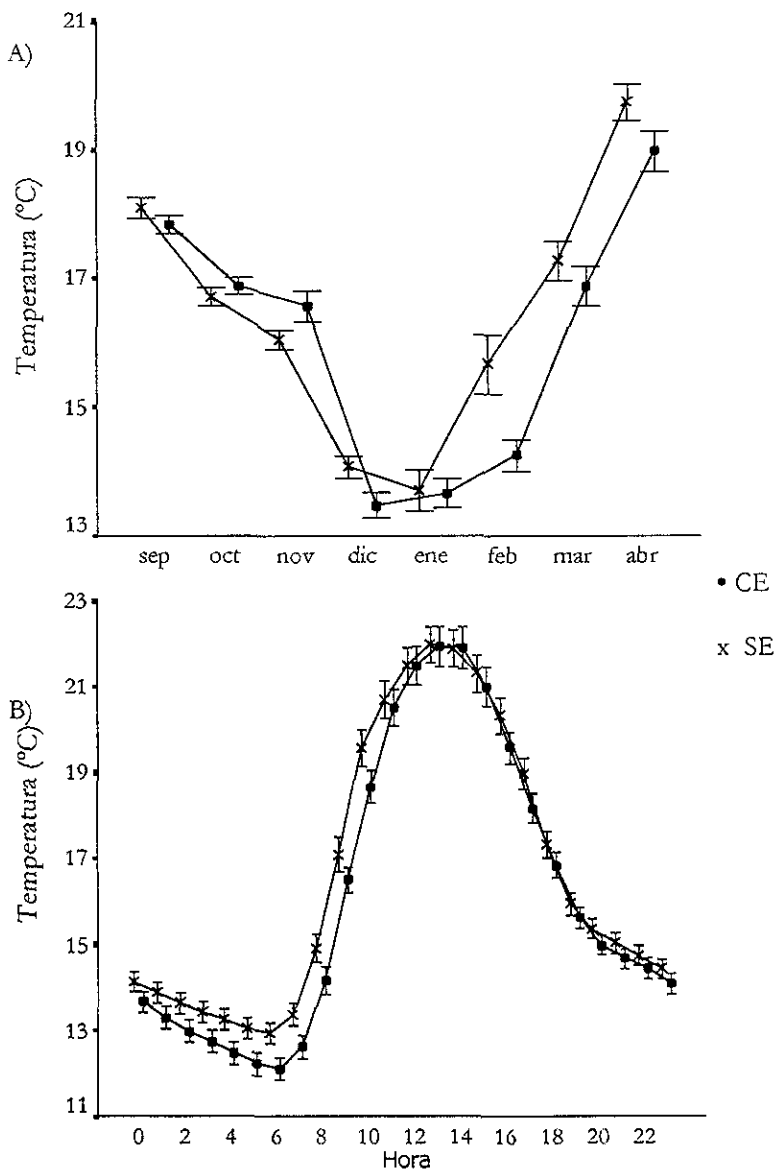 A)
Temperatura (°C)
21
19
17
15
13
sep oct nov dic ene feb mar abr
• CE
x SE
B)
Temperatura (°C)
23
21
19
17
15
13
11
0 2 4 6 8 10 12 14 16 18 20 22
Hora